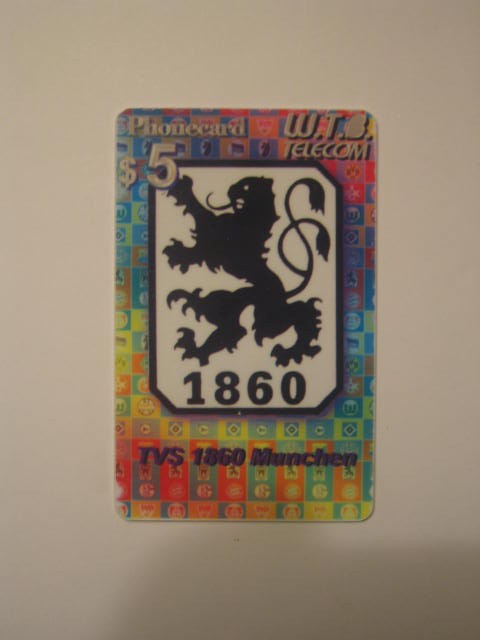 Phonecard W.T.S.
TELECOM
$5
1860
TVS 1860 Munchen